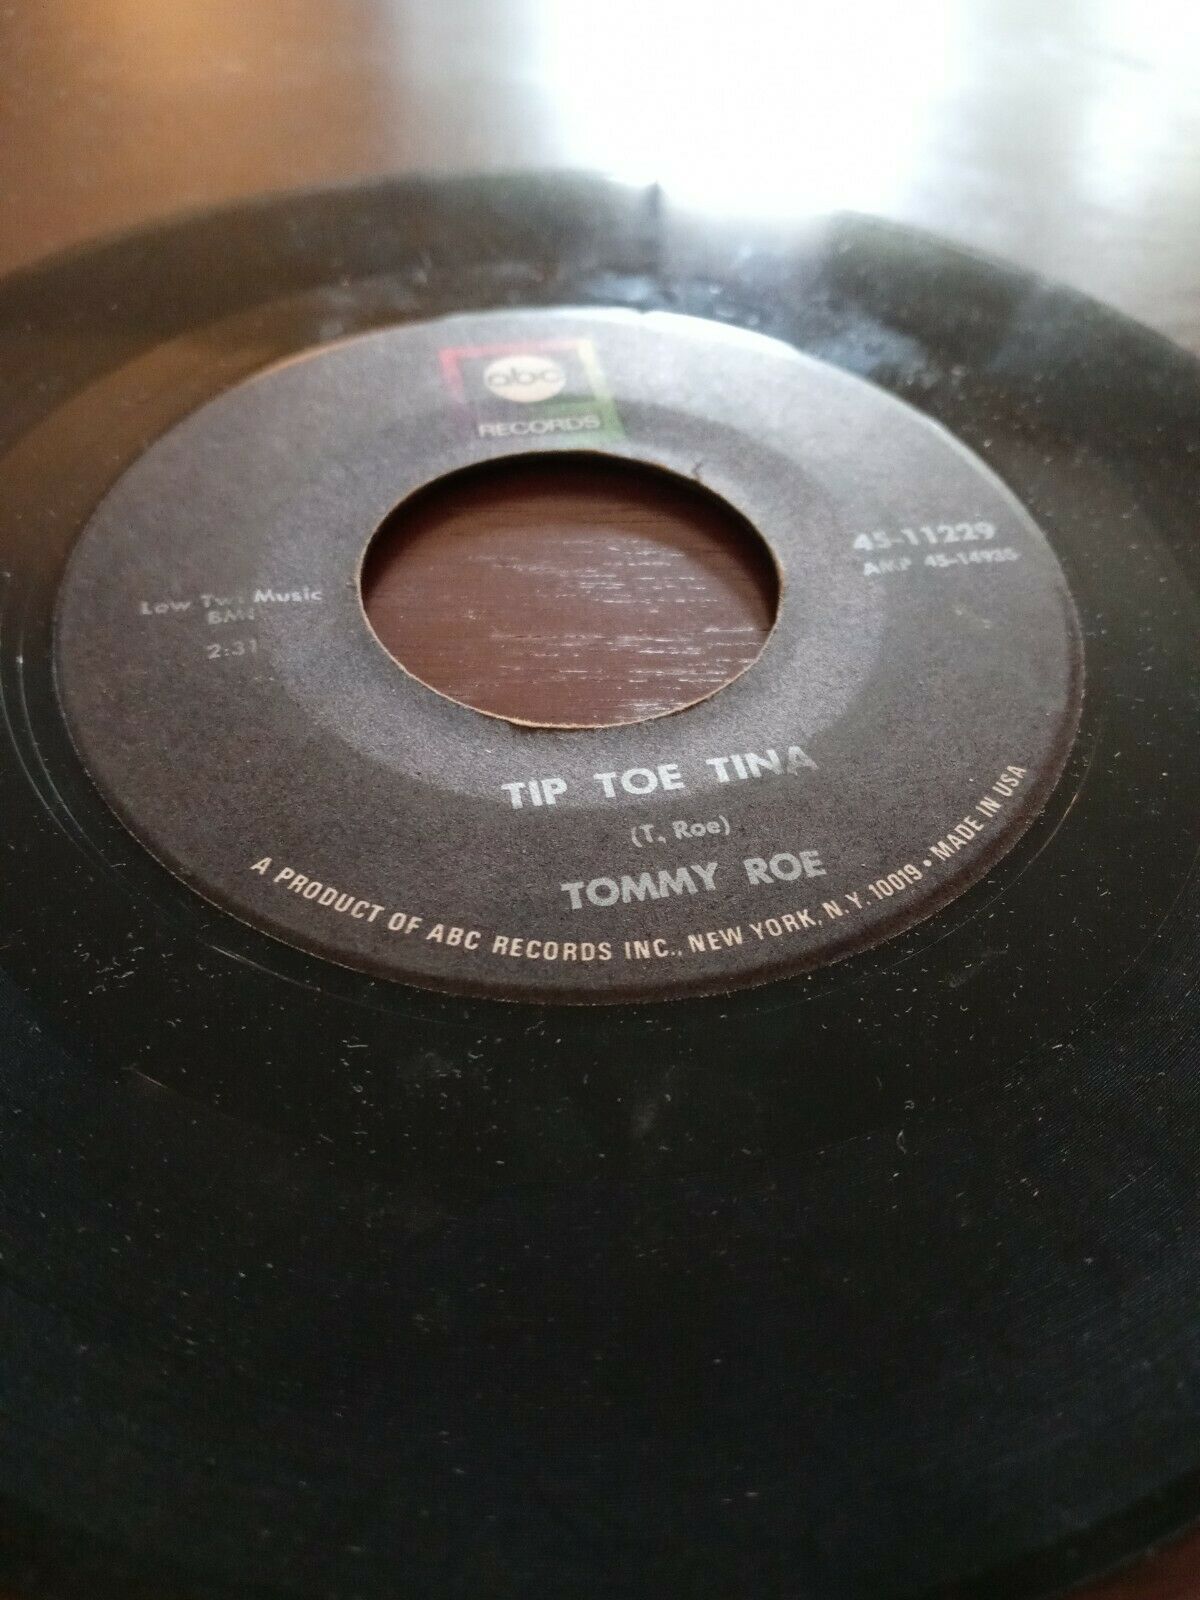 abc
RECORDS
45-11229
AMP 45-14935
Low Twi Music
BMI
2:31
TIP TOE TINA
(T. Roe)
TOMMY ROE
A PRODUCT OF ABC RECORDS INC., NEW YORK, N.Y. 10019 • MADE IN USA